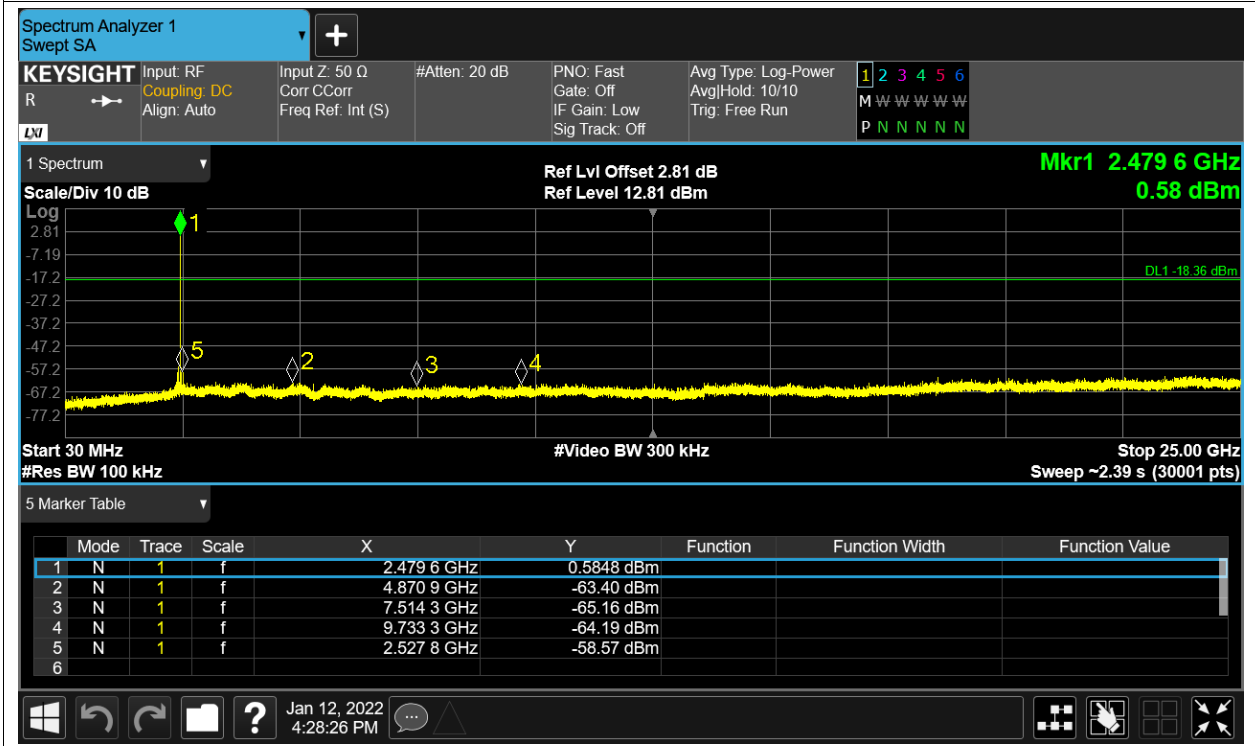 Spectrum Analyzer 1
Swept SA
KEYSIGHT
R
LXI
Input: RF
Coupling: DC
Align: Auto
Input Z: 50 Ω
Corr CCorr
Freq Ref: Int (S)
#Atten: 20 dB
PNO: Fast
Gate: Off
IF Gain: Low
Sig Track: Off
Avg Type: Log-Power
Avg|Hold: 10/10
Trig: Free Run
1 2 3 4 5 6
M W W W W W
P N N N N N
1 Spectrum
Scale/Div 10 dB
Ref Lvl Offset 2.81 dB
Ref Level 12.81 dBm
Mkr1 2.479 6 GHz
0.58 dBm
Log
2.81
-7.19
-17.2
-27.2
-37.2
-47.2
-57.2
-67.2
-77.2
1
DL1 -18.36 dBm
5
2
3
4
Start 30 MHz
#Res BW 100 kHz
#Video BW 300 kHz
Stop 25.00 GHz
Sweep ~2.39 s (30001 pts)
5 Marker Table
Mode Trace Scale X Y Function Function Width Function Value
1 N 1 f 2.479 6 GHz 0.5848 dBm
2 N 1 f 4.870 9 GHz -63.40 dBm
3 N 1 f 7.514 3 GHz -65.16 dBm
4 N 1 f 9.733 3 GHz -64.19 dBm
5 N 1 f 2.527 8 GHz -58.57 dBm
6
?
Jan 12, 2022
4:28:26 PM